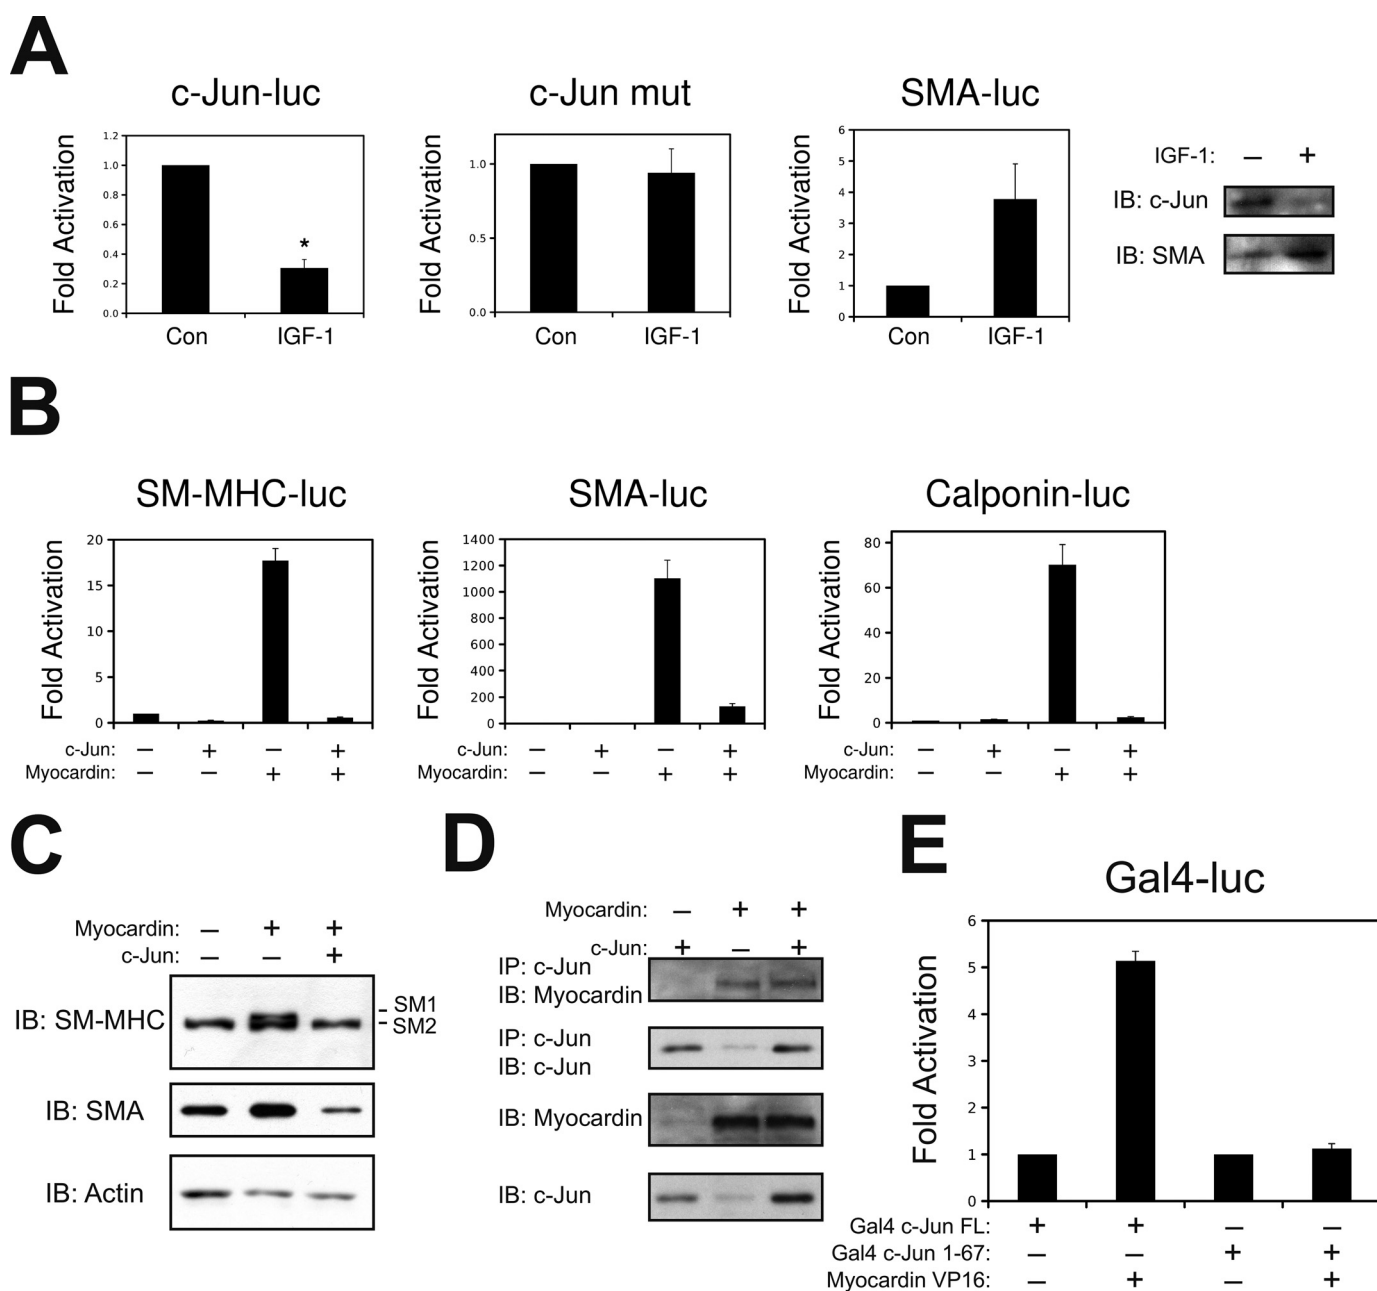 A
c-Jun-luc
c-Jun mut
SMA-luc
Fold Activation
1.2
1.0
0.8
0.6
0.4
0.2
0.0
*
Con
IGF-1
Fold Activation
1.0
0.5
0.0
Con
IGF-1
Fold Activation
6
5
4
3
2
1
0
Con
IGF-1
IGF-1: – +
IB: c-Jun
IB: SMA
B
SM-MHC-luc
SMA-luc
Calponin-luc
Fold Activation
20
15
10
5
0
c-Jun: – + – +
Myocardin: – – + +
Fold Activation
1400
1200
1000
800
600
400
200
0
c-Jun: – + – +
Myocardin: – – + +
Fold Activation
80
60
40
20
0
c-Jun: – + – +
Myocardin: – – + +
C
Myocardin: – + +
c-Jun: – – +
IB: SM-MHC
SM1
SM2
IB: SMA
IB: Actin
D
Myocardin: – + +
c-Jun: + – +
IP: c-Jun
IB: Myocardin
IP: c-Jun
IB: c-Jun
IB: Myocardin
IB: c-Jun
E
Gal4-luc
Fold Activation
6
5
4
3
2
1
0
Gal4 c-Jun FL: + + – –
Gal4 c-Jun 1-67: – – + +
Myocardin VP16: – + – +